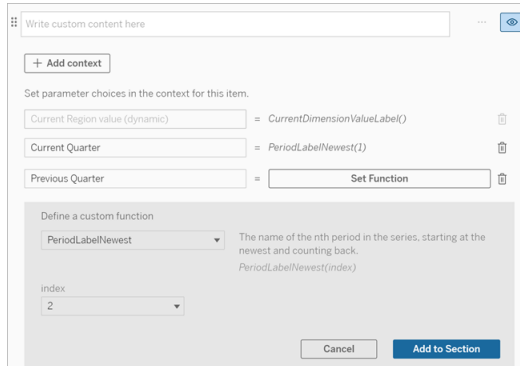 Write custom content here
+ Add context
Set parameter choices in the context for this item.
Current Region value (dynamic) = CurrentDimensionValueLabel()
Current Quarter = PeriodLabelNewest(1)
Previous Quarter = Set Function
Define a custom function
PeriodLabelNewest
The name of the nth period in the series, starting at the
newest and counting back.
PeriodLabelNewest(index)
index
2
Cancel Add to Section